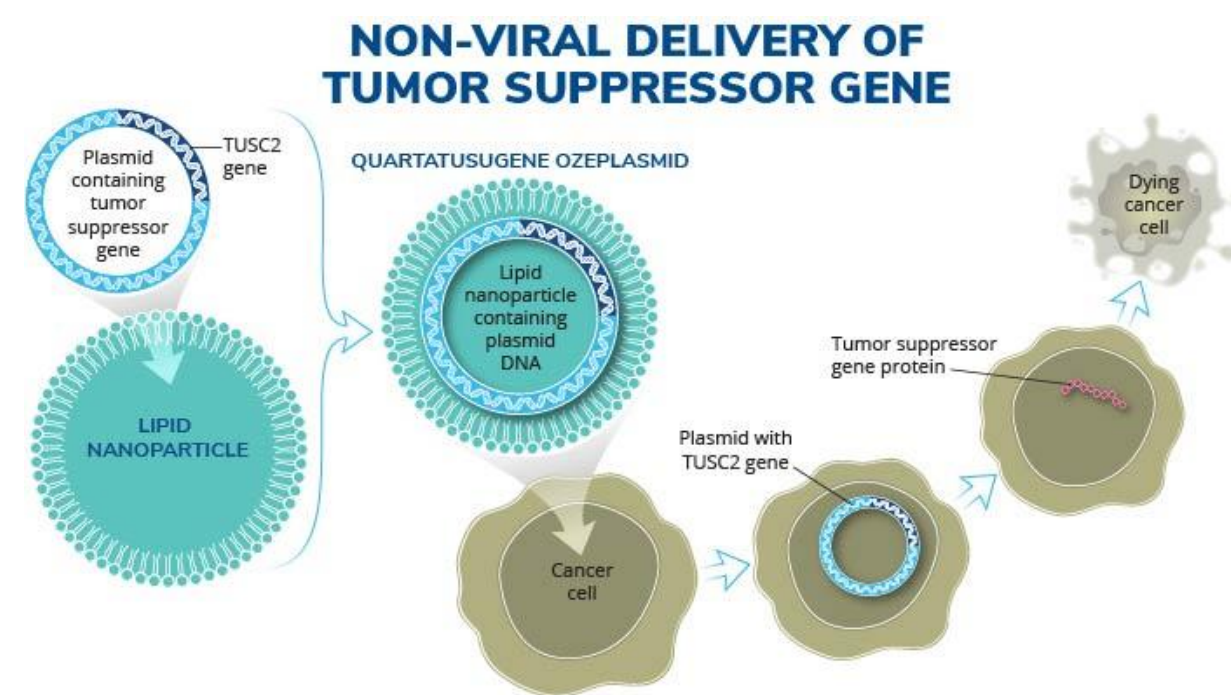 NON-VIRAL DELIVERY OF
TUMOR SUPPRESSOR GENE
Plasmid
containing
tumor
suppressor
gene
TUSC2
gene
LIPID
NANOPARTICLE
QUARTATUSUGENE OZEPLASMID
Lipid
nanoparticle
containing
plasmid
DNA
Cancer
cell
Plasmid with
TUSC2 gene
Tumor suppressor
gene protein
Dying
cancer
cell